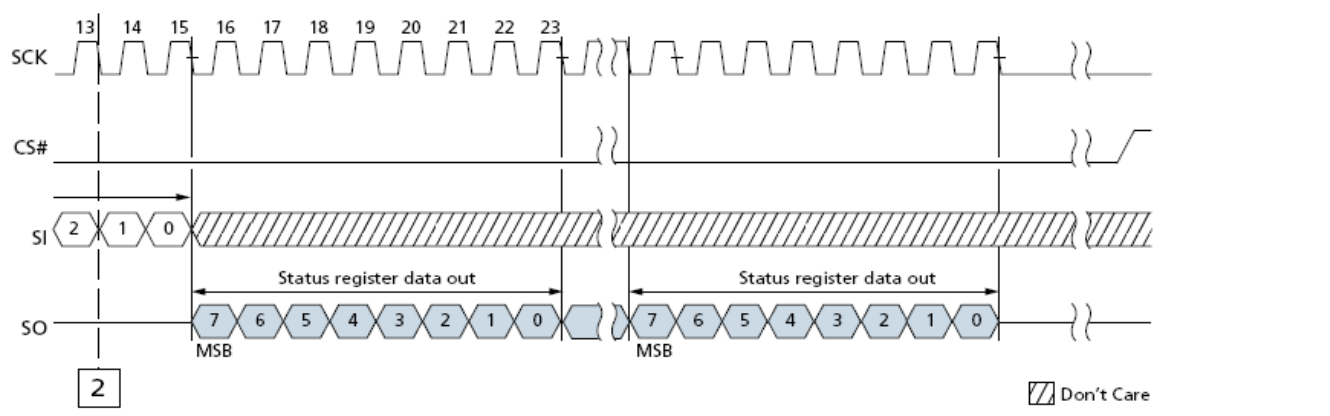 13 14 15 16 17 18 19 20 21 22 23
SCK
CS#
2 1 0
SI
Status register data out Status register data out
7 6 5 4 3 2 1 0 7 6 5 4 3 2 1 0
SO
MSB MSB
2
Don't Care